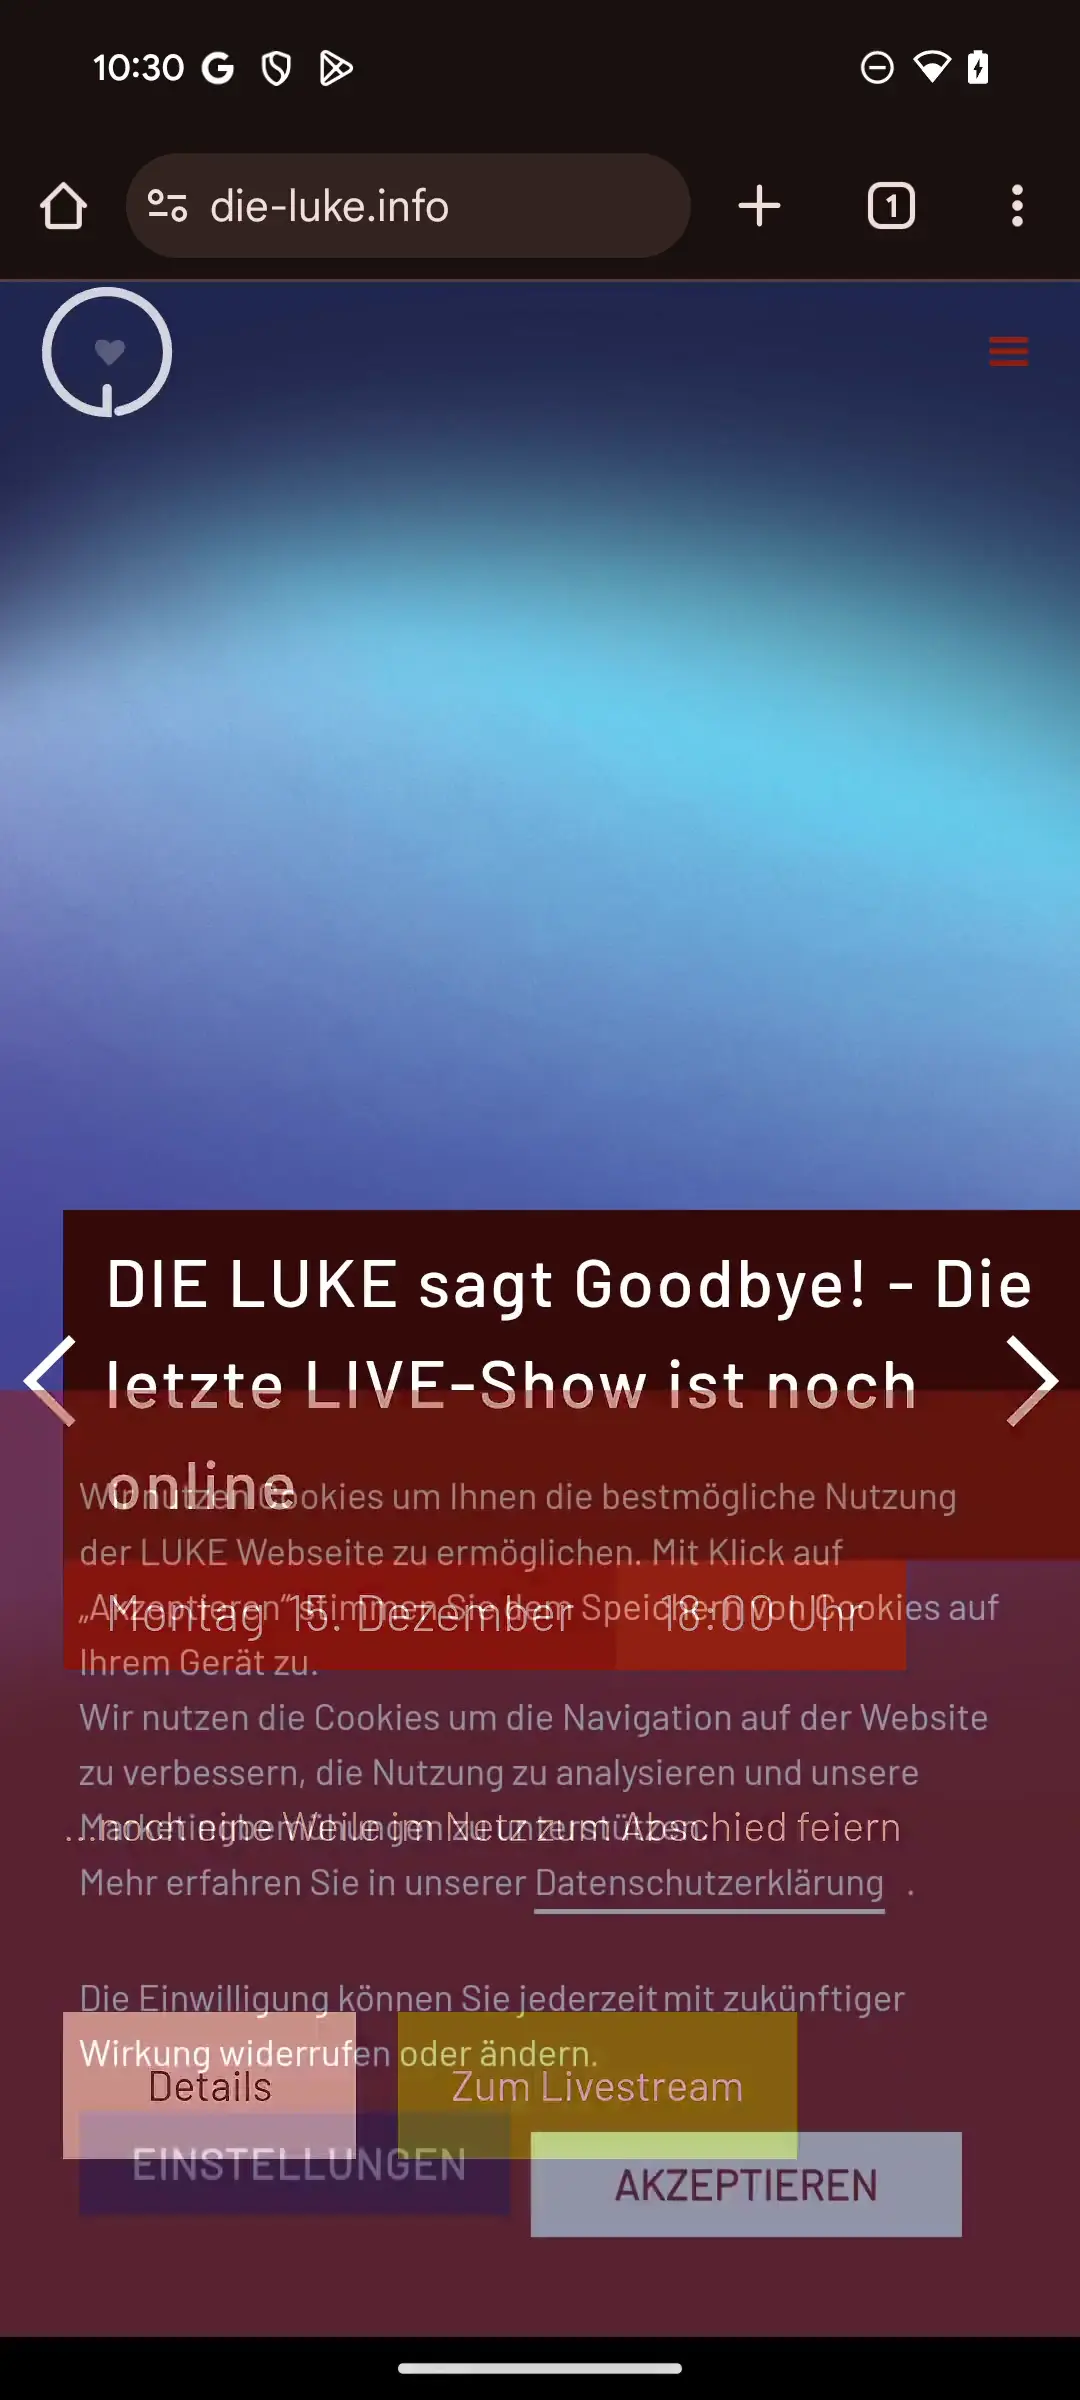 10:30
die-luke.info
1
DIE LUKE sagt Goodbye! - Die
letzte LIVE-Show ist noch
online
Wir nutzen Cookies um Ihnen die bestmögliche Nutzung
der LUKE Webseite zu ermöglichen. Mit Klick auf
Montag 15. Dezember 18:00 Uhr
„Akzeptieren“ stimmen Sie dem Speichern von Cookies auf
Ihrem Gerät zu.
Wir nutzen die Cookies um die Navigation auf der Website
zu verbessern, die Nutzung zu analysieren und unsere
...noch eine Weile im Netz zum Abschied feiern
Marketingbemühungen zu unterstützen.
Mehr erfahren Sie in unserer Datenschutzerklärung .
Die Einwilligung können Sie jederzeit mit zukünftiger
Wirkung widerrufen oder ändern.
Details Zum Livestream
EINSTELLUNGEN AKZEPTIEREN